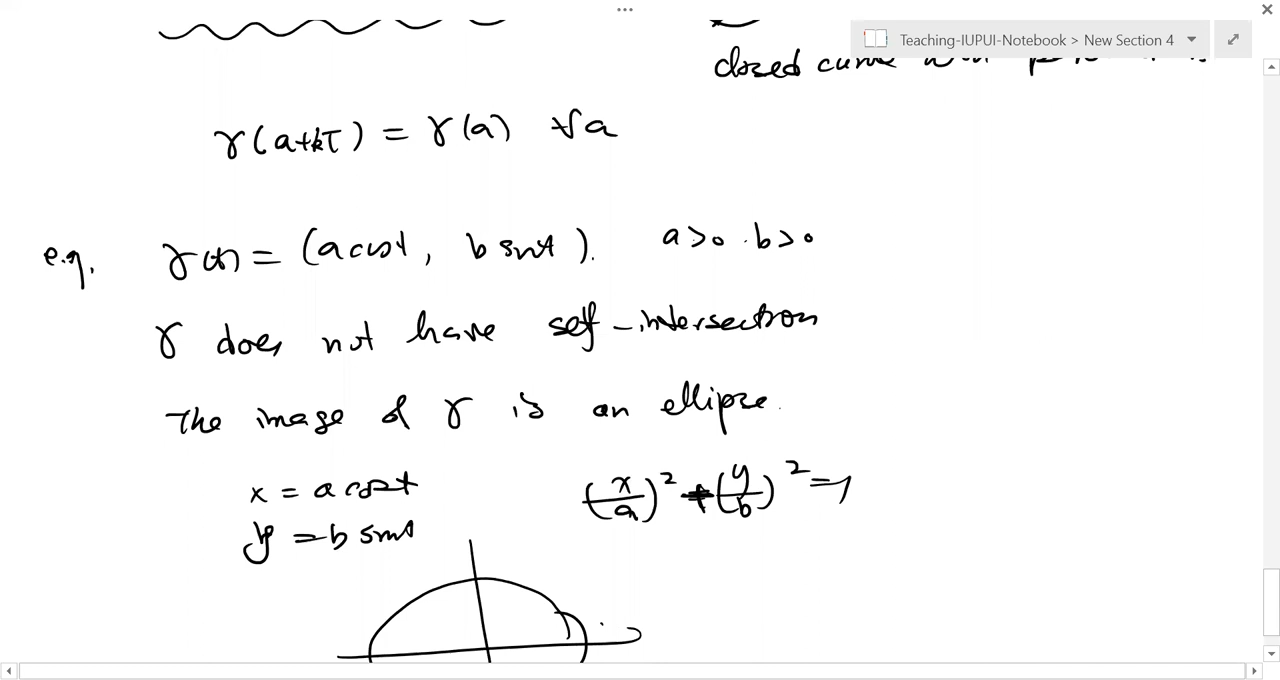 Teaching-IUPUI-Notebook > New Section 4
closed curve
γ(a+kT) = γ(a) ∀a
e.g. γ(t) = (a cost, b sint). a>0. b>0
γ does not have self-intersection
The image of γ is an ellipse.
x = a cost (x/a)² + (y/b)² = 1
y = b sint